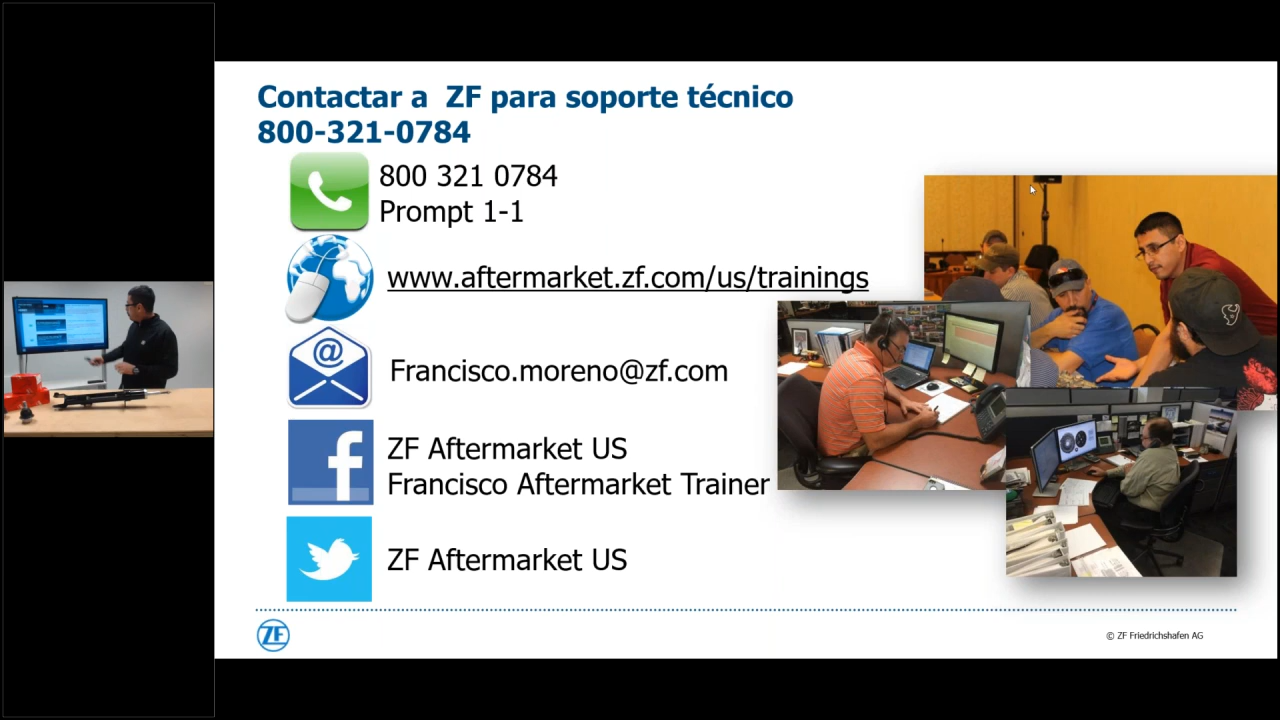 Contactar a  ZF para soporte técnico
800-321-0784
800 321 0784
Prompt 1-1
www.aftermarket.zf.com/us/trainings
@
Francisco.moreno@zf.com
f
ZF Aftermarket US
Francisco Aftermarket Trainer
ZF Aftermarket US
ZF
© ZF Friedrichshafen AG